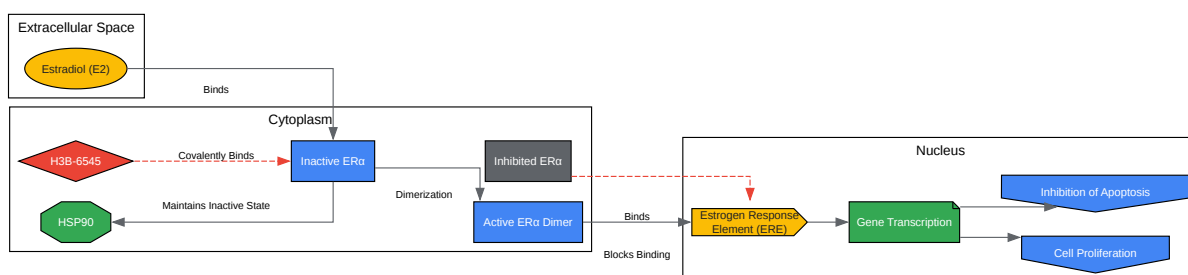 Extracellular Space
Estradiol (E2)
Binds
Cytoplasm
H3B-6545
Covalently Binds
Inactive ERα
Inhibited ERα
Dimerization
HSP90
Maintains Inactive State
Active ERα Dimer
Binds
Blocks Binding
Nucleus
Estrogen Response
Element (ERE)
Gene Transcription
Inhibition of Apoptosis
Cell Proliferation